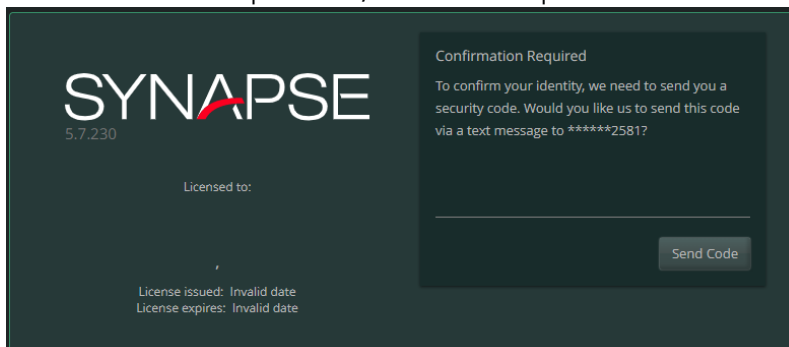 SYNAPSE
5.7.230
Licensed to:
,
License issued: Invalid date
License expires: Invalid date
Confirmation Required
To confirm your identity, we need to send you a
security code. Would you like us to send this code
via a text message to ******2581?
Send Code